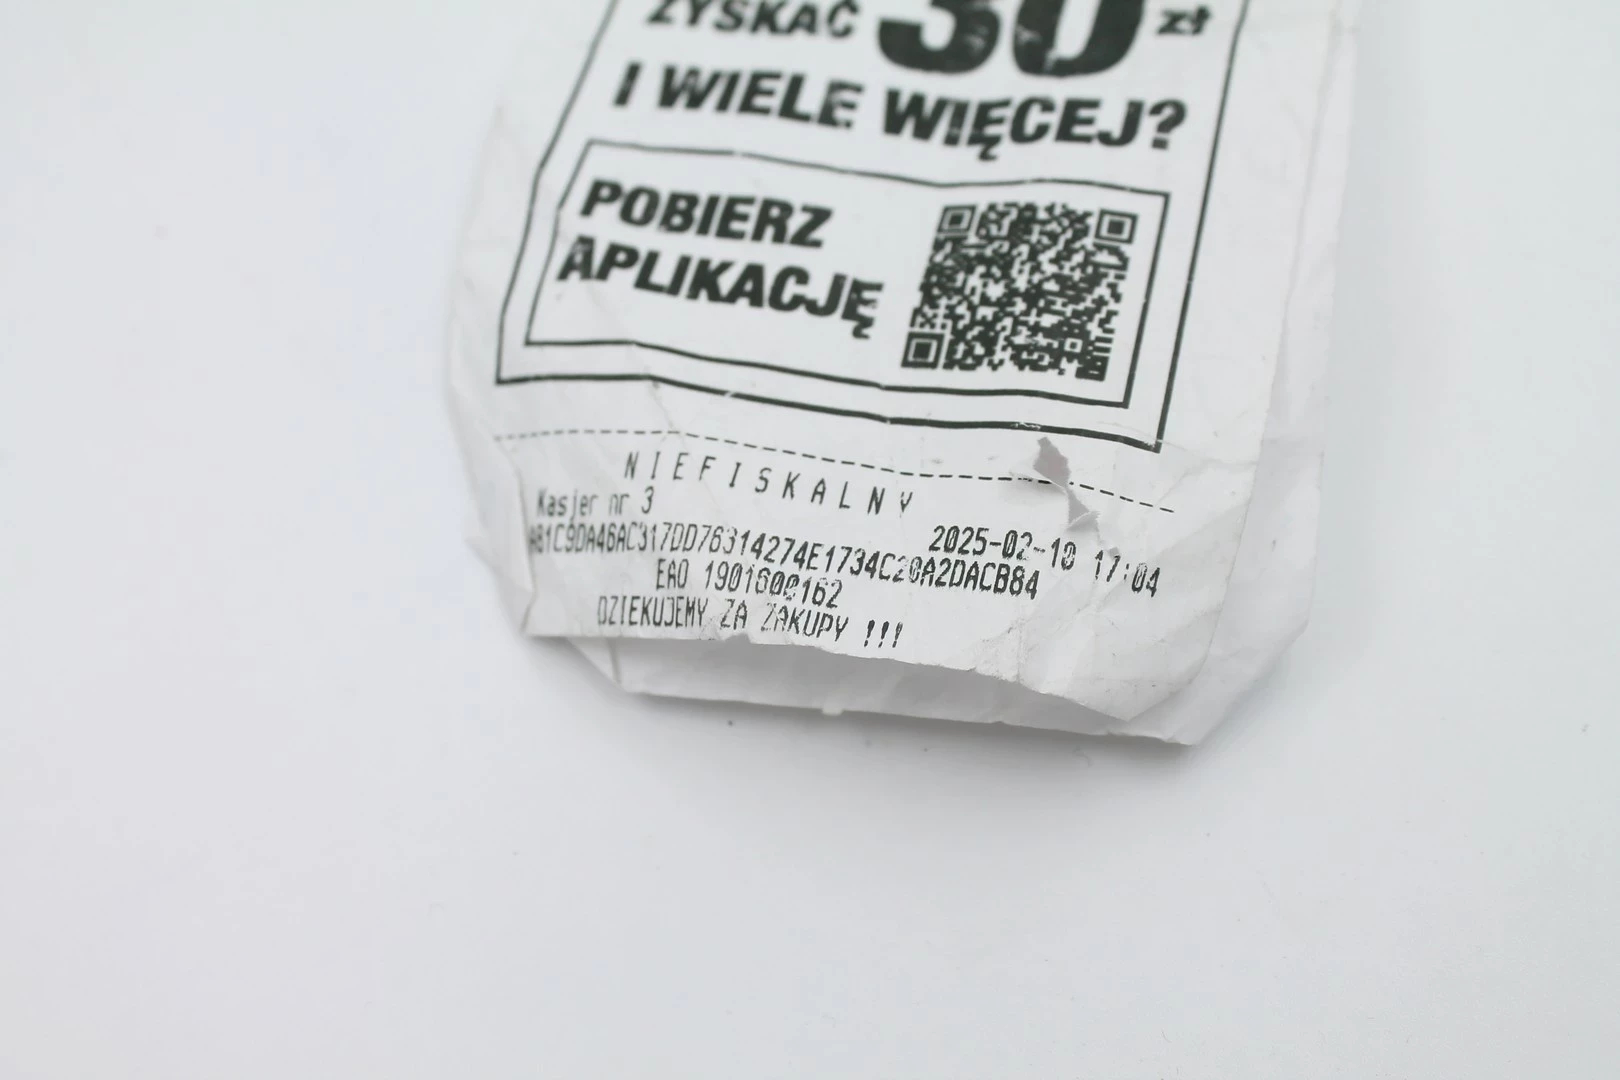 ZYSKAĆ 30 zł
I WIELE WIĘCEJ?
POBIERZ
APLIKACJĘ
NIEFISKALNY
Kasjer nr 3 2025-02-10 17:04
A81C9DA46AC317DD76314274E1734C20A2DACB84
EAO 1901600162
DZIEKUJEMY ZA ZAKUPY !!!